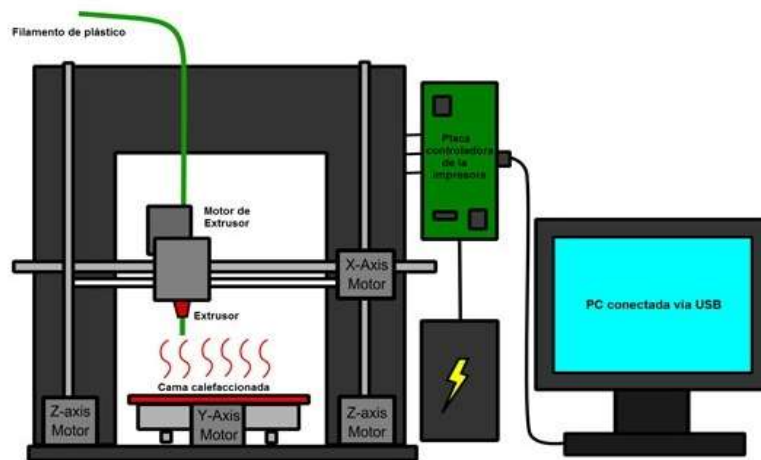 Filamento de plástico
Placa
controladora
de la
impresora
Motor de
Extrusor
X-Axis
Motor
PC conectada vía USB
Extrusor
Cama calefaccionada
Z-axis
Motor
Y-Axis
Motor
Z-axis
Motor